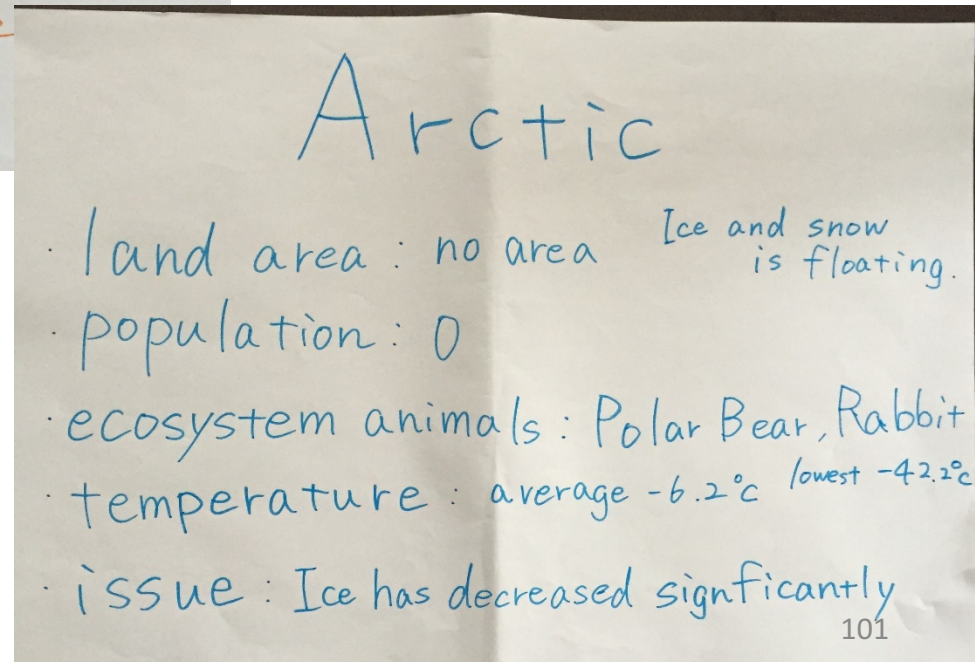 Arctic
· land area : no area Ice and snow
is floating.
· population : 0
· ecosystem animals : Polar Bear, Rabbit
· temperature : average -6.2°c lowest -42.2°c
· issue : Ice has decreased signficantly
101